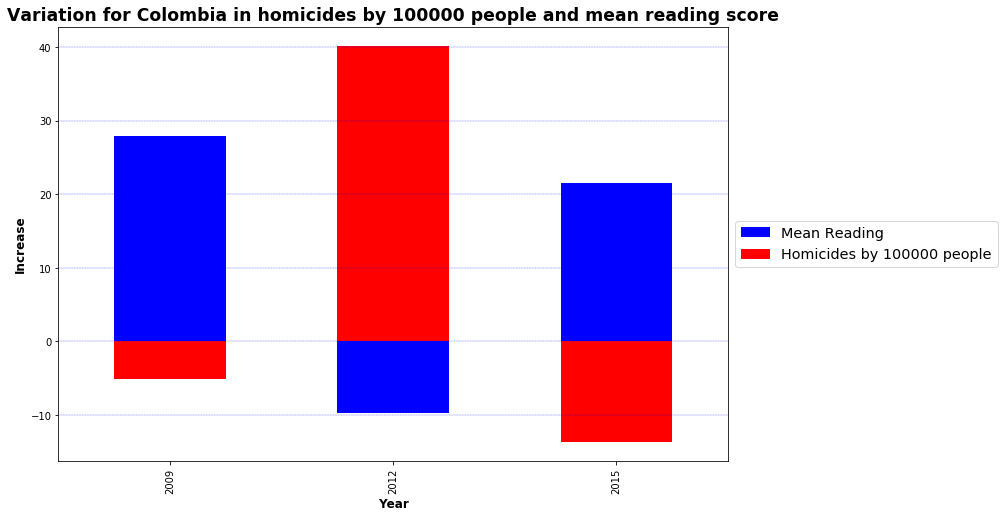 Variation for Colombia in homicides by 100000 people and mean reading score
40
30
20
10
0
−10
Increase
2009
2012
2015
Year
Mean Reading
Homicides by 100000 people